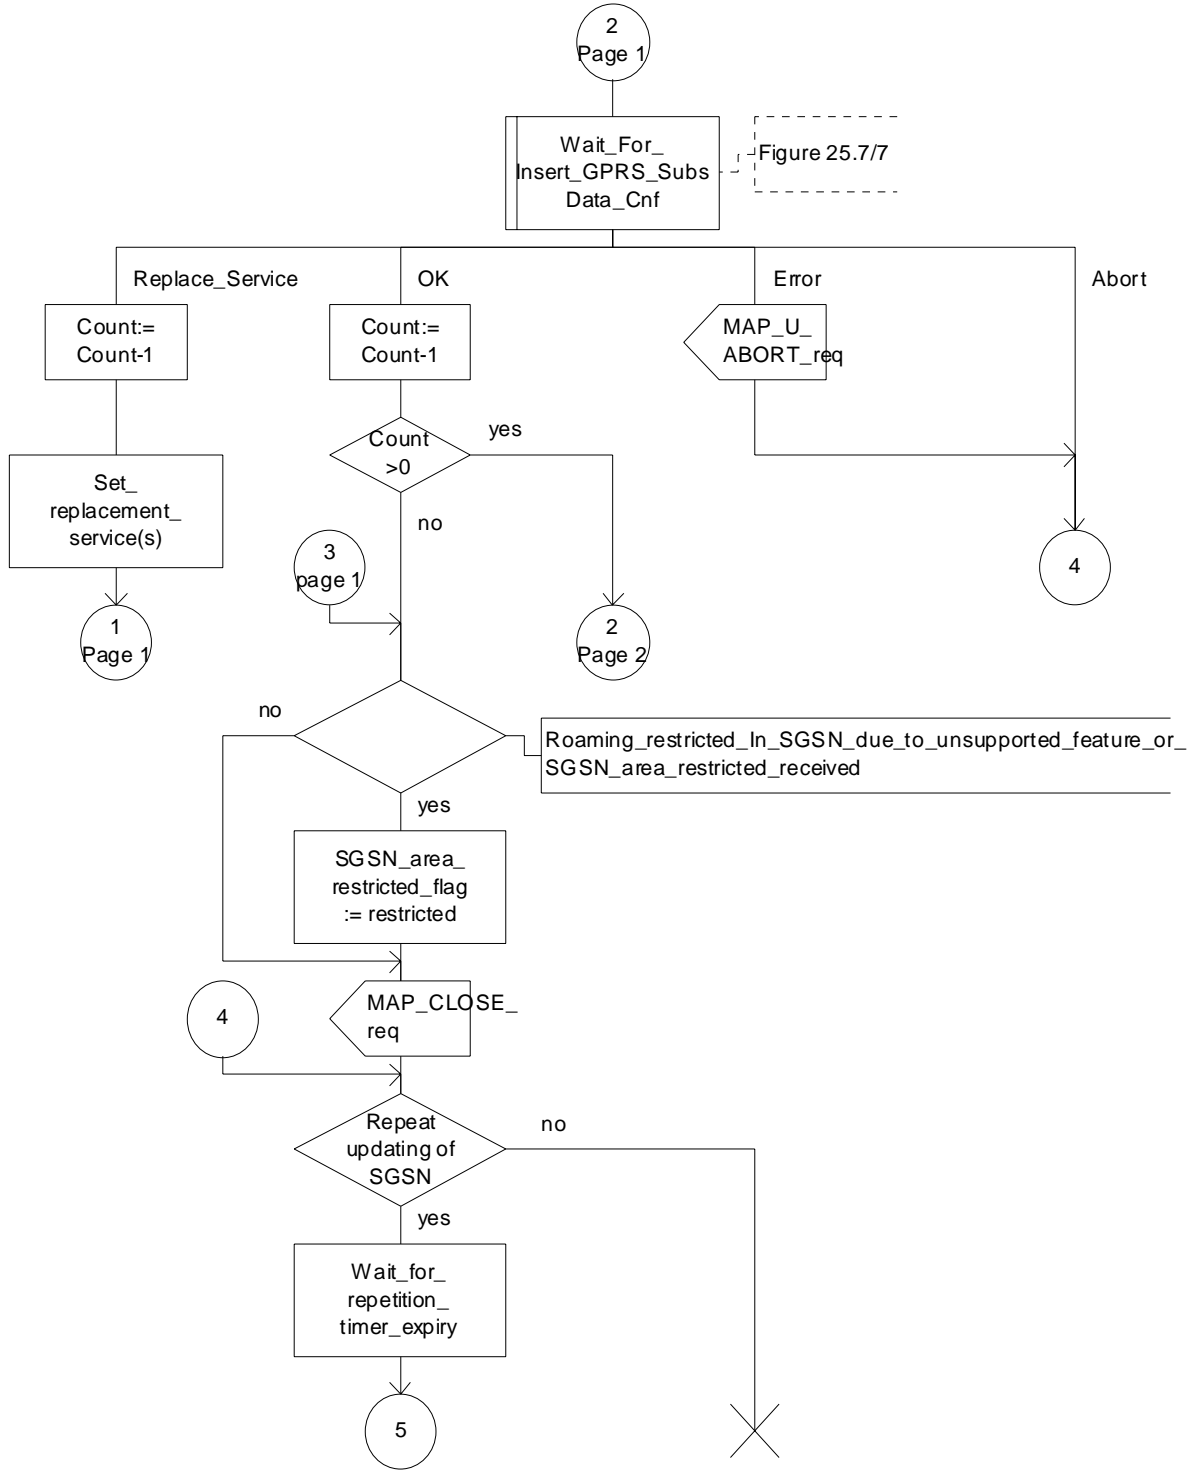 2
Page 1
Wait_For_
Insert_GPRS_Subs
Data_Cnf
Figure 25.7/7
Replace_Service
OK
Error
Abort
Count:=
Count-1
Count:=
Count-1
MAP_U_
ABORT_req
Count
>0
yes
Set_
replacement_
service(s)
no
3
page 1
4
1
Page 1
2
Page 2
no
Roaming_restricted_In_SGSN_due_to_unsupported_feature_or_
SGSN_area_restricted_received
yes
SGSN_area_
restricted_flag
:= restricted
4
MAP_CLOSE_
req
Repeat
updating of
SGSN
no
yes
Wait_for_
repetition_
timer_expiry
5